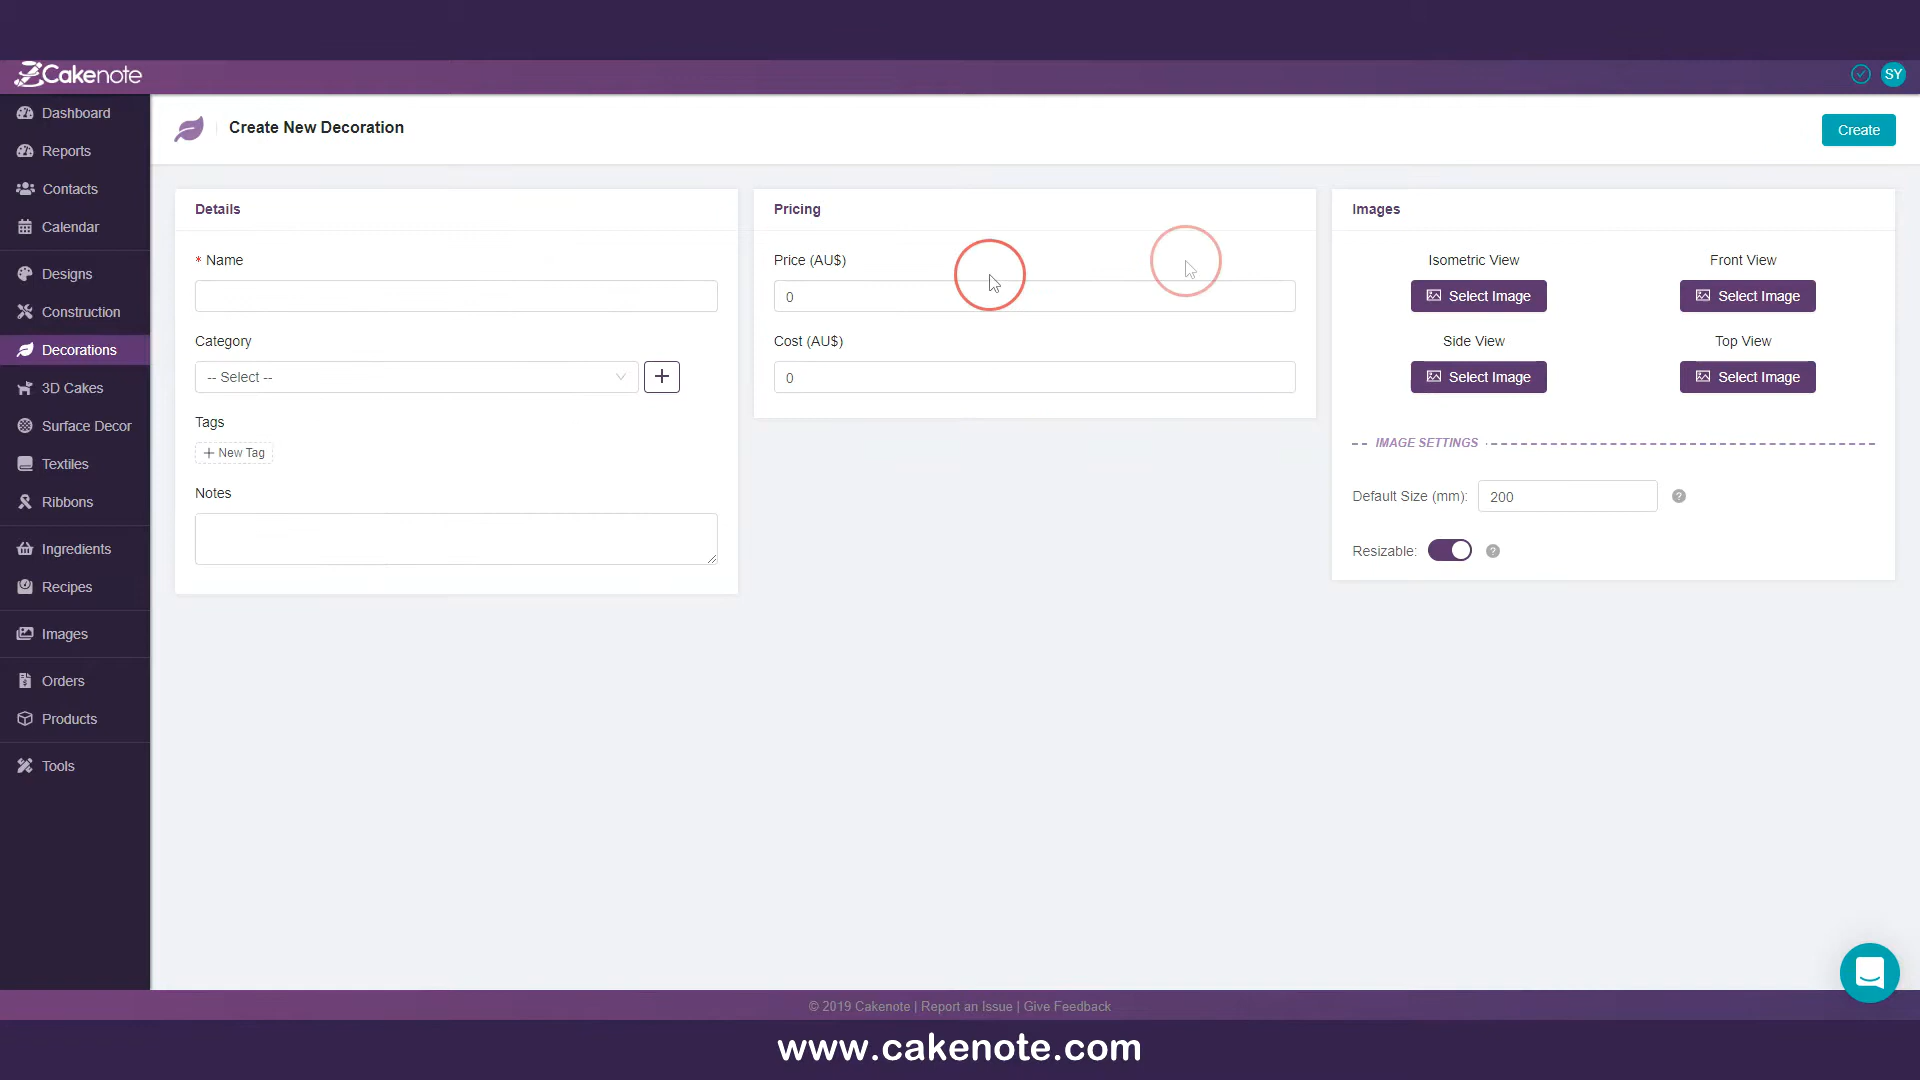 Cakenote
SY
Dashboard
Reports
Contacts
Calendar
Designs
Construction
Decorations
3D Cakes
Surface Decor
Textiles
Ribbons
Ingredients
Recipes
Images
Orders
Products
Tools
Create New Decoration
Create
Details
* Name
Category
-- Select --
+
Tags
+ New Tag
Notes
Pricing
Price (AU$)
0
Cost (AU$)
0
Images
Isometric View
Front View
Select Image
Select Image
Side View
Top View
Select Image
Select Image
IMAGE SETTINGS
Default Size (mm): 200 ?
Resizable: ?
© 2019 Cakenote | Report an Issue | Give Feedback
www.cakenote.com